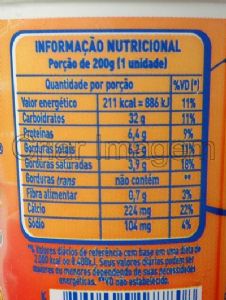 INFORMAÇÃO NUTRICIONAL
Porção de 200g (1 unidade)
Quantidade por porção %VD (*)
Valor energético 211 kcal = 886 kJ 11%
Carboidratos 32 g 11%
Proteínas 6,4 g 9%
Gorduras totais 6,2 g 11%
Gorduras saturadas 3,9 g 18%
Gorduras trans não contém **
Fibra alimentar 0,7 g 3%
Cálcio 224 mg 22%
Sódio 104 mg 4%
*% Valores diários de referência com base em uma dieta de
2.000 kcal ou 8.400kJ. Seus valores diários podem ser
maiores ou menores dependendo de suas necessidades
energéticas. **VD não estabelecido.